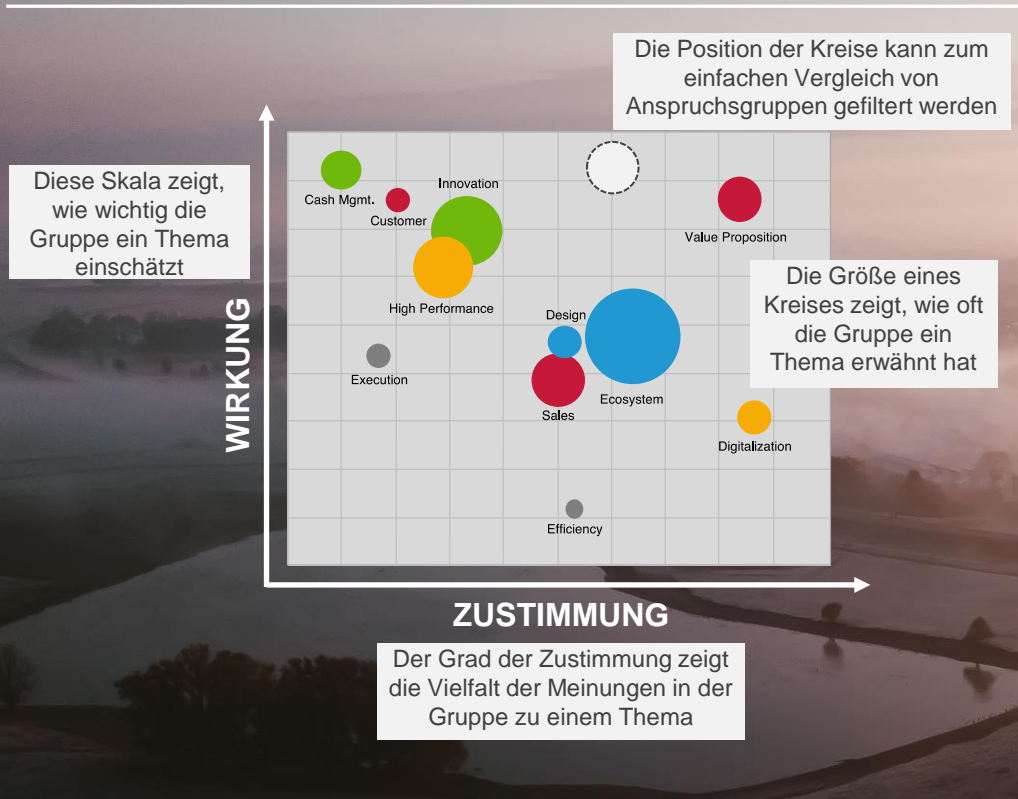 Die Position der Kreise kann zum
einfachen Vergleich von
Anspruchsgruppen gefiltert werden
Diese Skala zeigt,
wie wichtig die
Gruppe ein Thema
einschätzt
Cash Mgmt.
Customer
Innovation
High Performance
Value Proposition
Die Größe eines
Kreises zeigt, wie oft
die Gruppe ein
Thema erwähnt hat
WIRKUNG
Execution
Design
Sales
Ecosystem
Digitalization
Efficiency
ZUSTIMMUNG
Der Grad der Zustimmung zeigt
die Vielfalt der Meinungen in der
Gruppe zu einem Thema